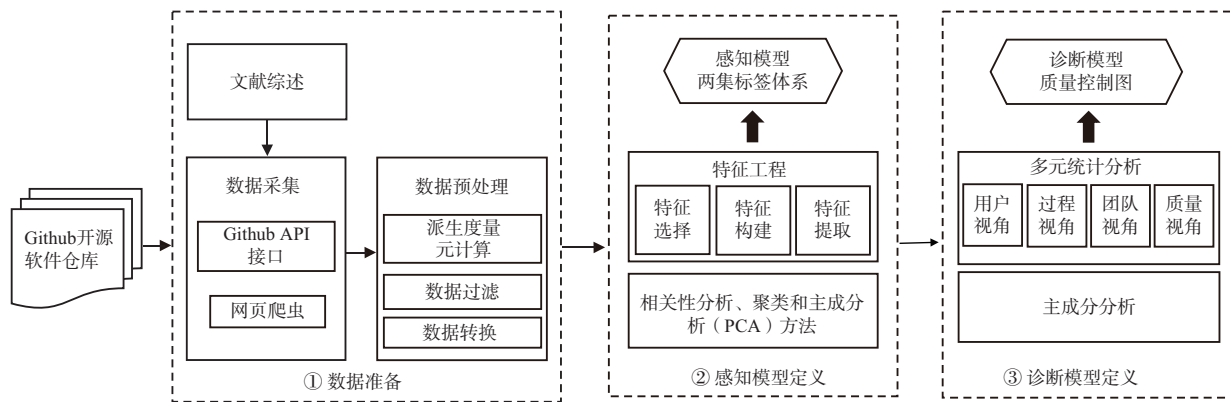 Github开源
软件仓库
文献综述
数据采集
Github API
接口
网页爬虫
数据预处理
派生度量
元计算
数据过滤
数据转换
① 数据准备
感知模型
两集标签体系
特征工程
特征
选择
特征
构建
特征
提取
相关性分析、聚类和主成分
析（PCA）方法
② 感知模型定义
诊断模型
质量控制图
多元统计分析
用户
视角
过程
视角
团队
视角
质量
视角
主成分分析
③ 诊断模型定义